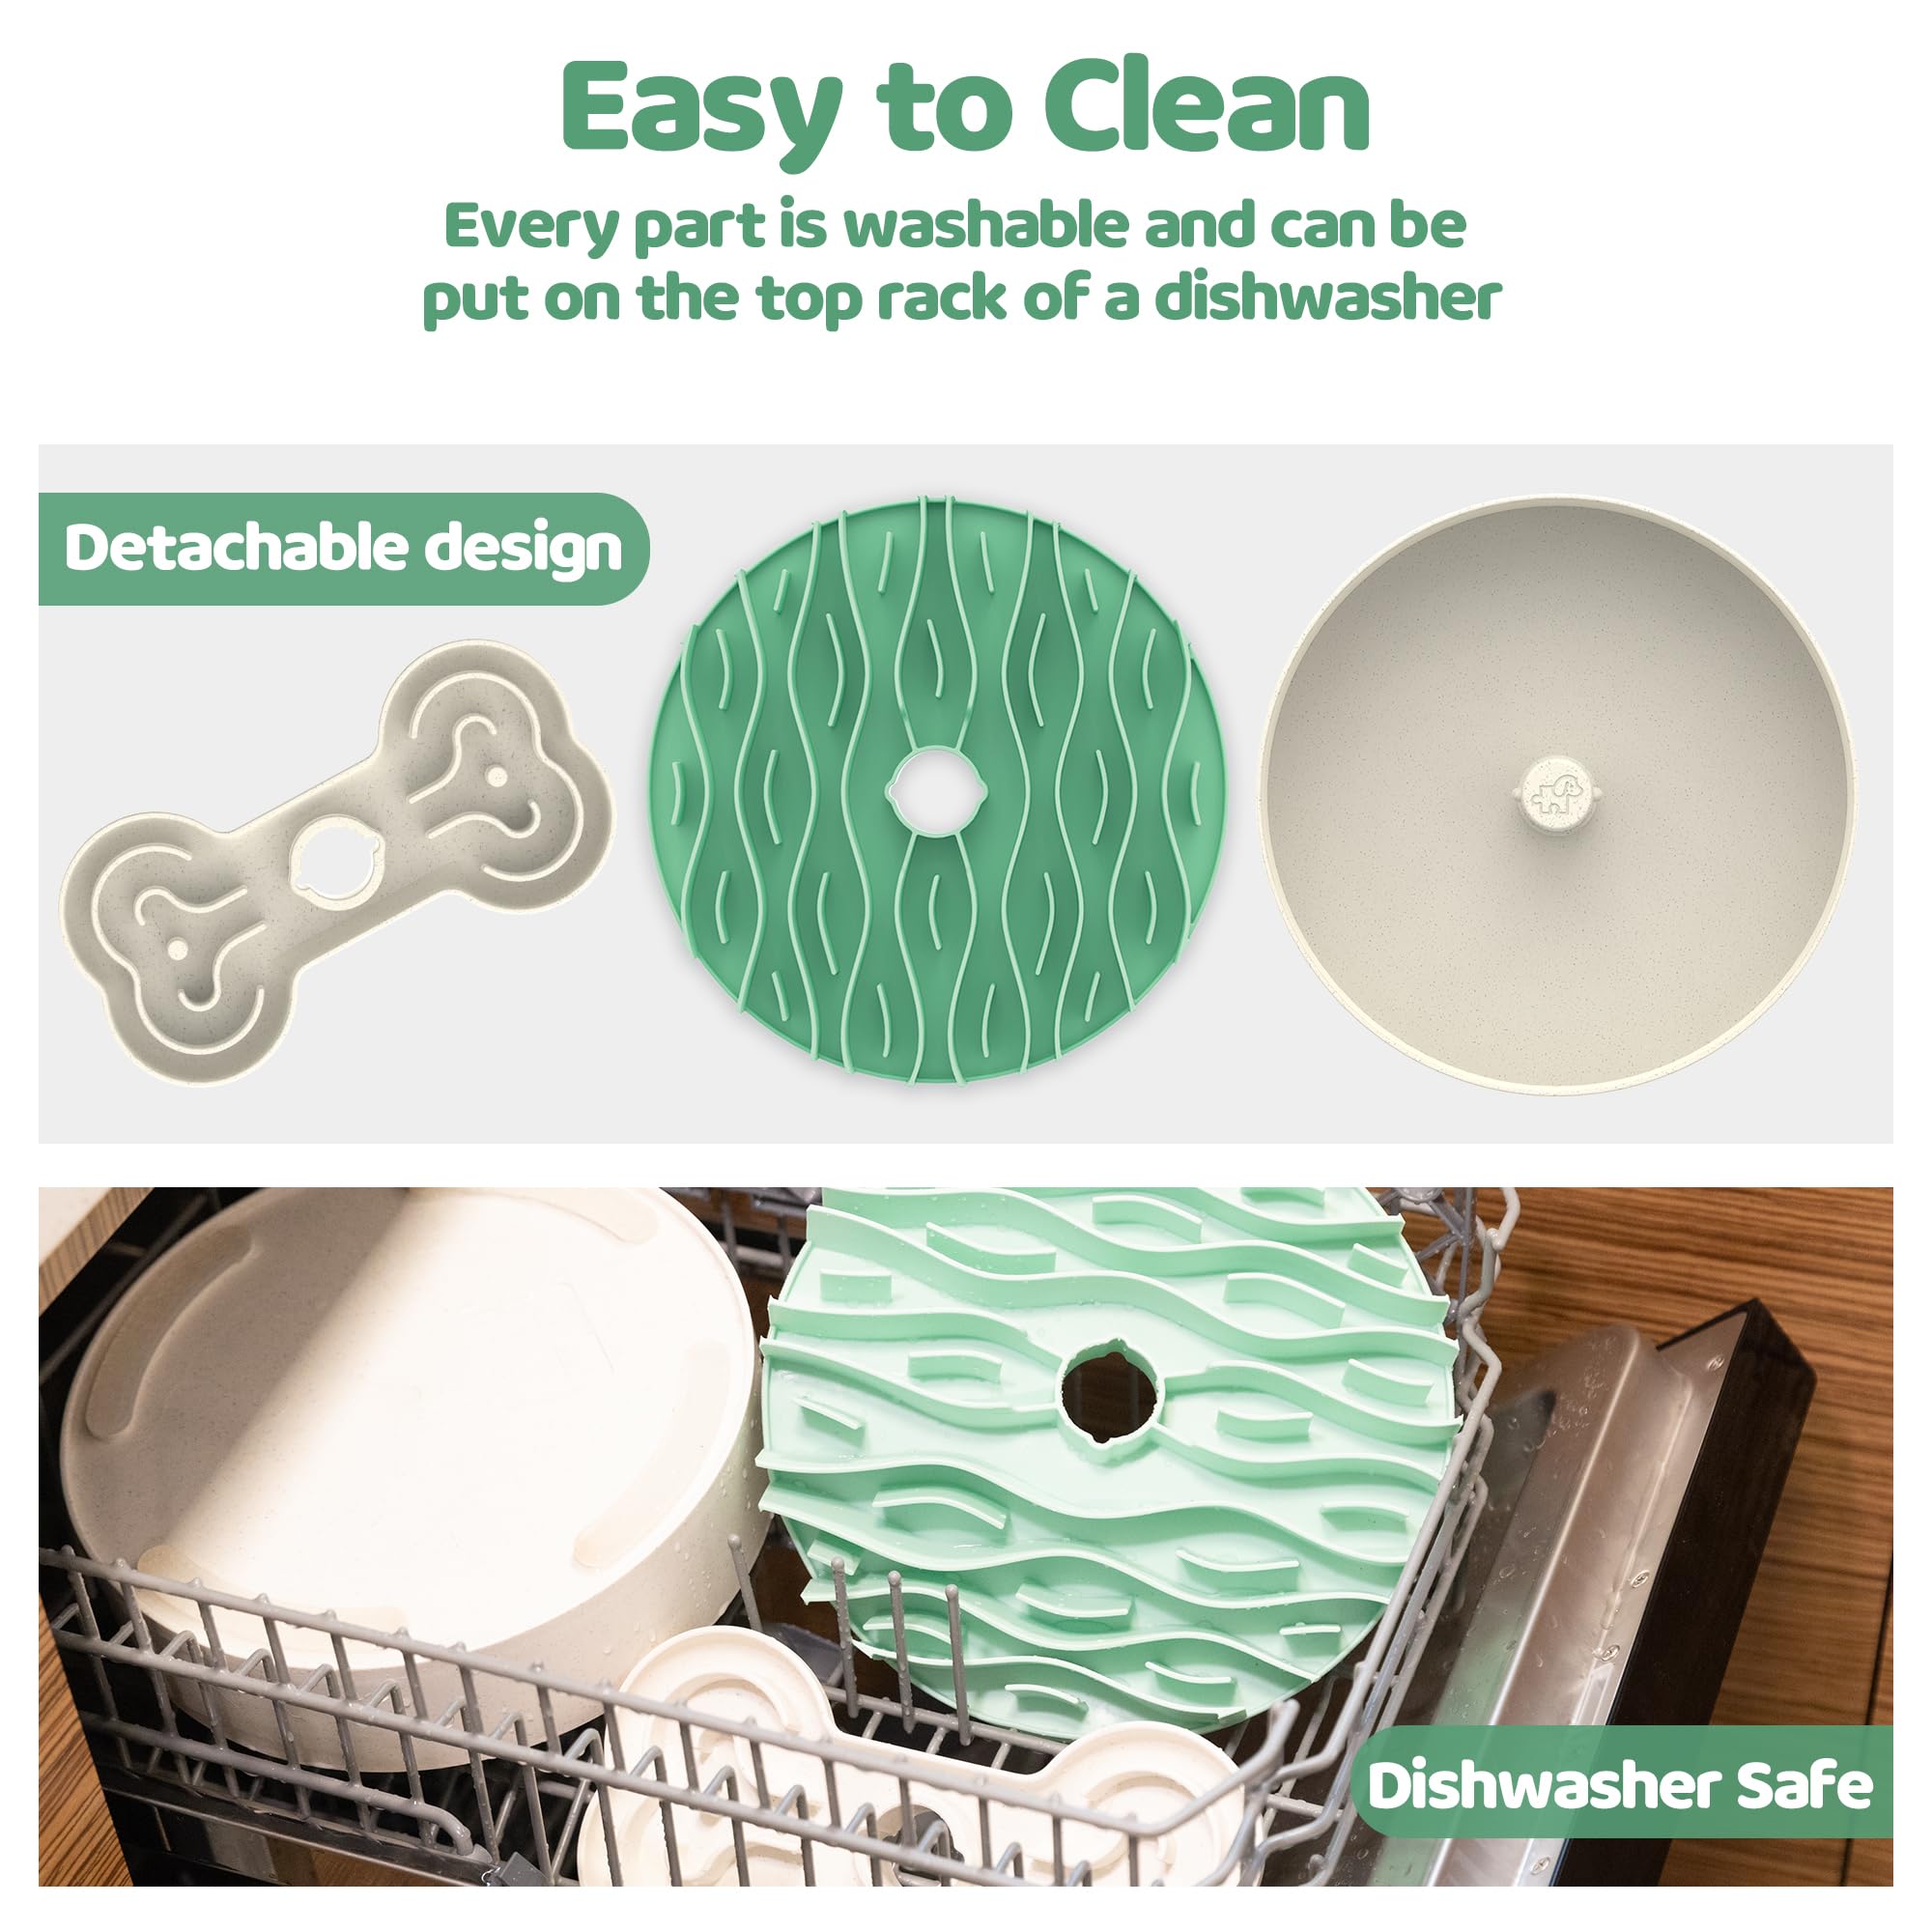 Easy to Clean
Every part is washable and can be
put on the top rack of a dishwasher
Detachable design
Dishwasher Safe